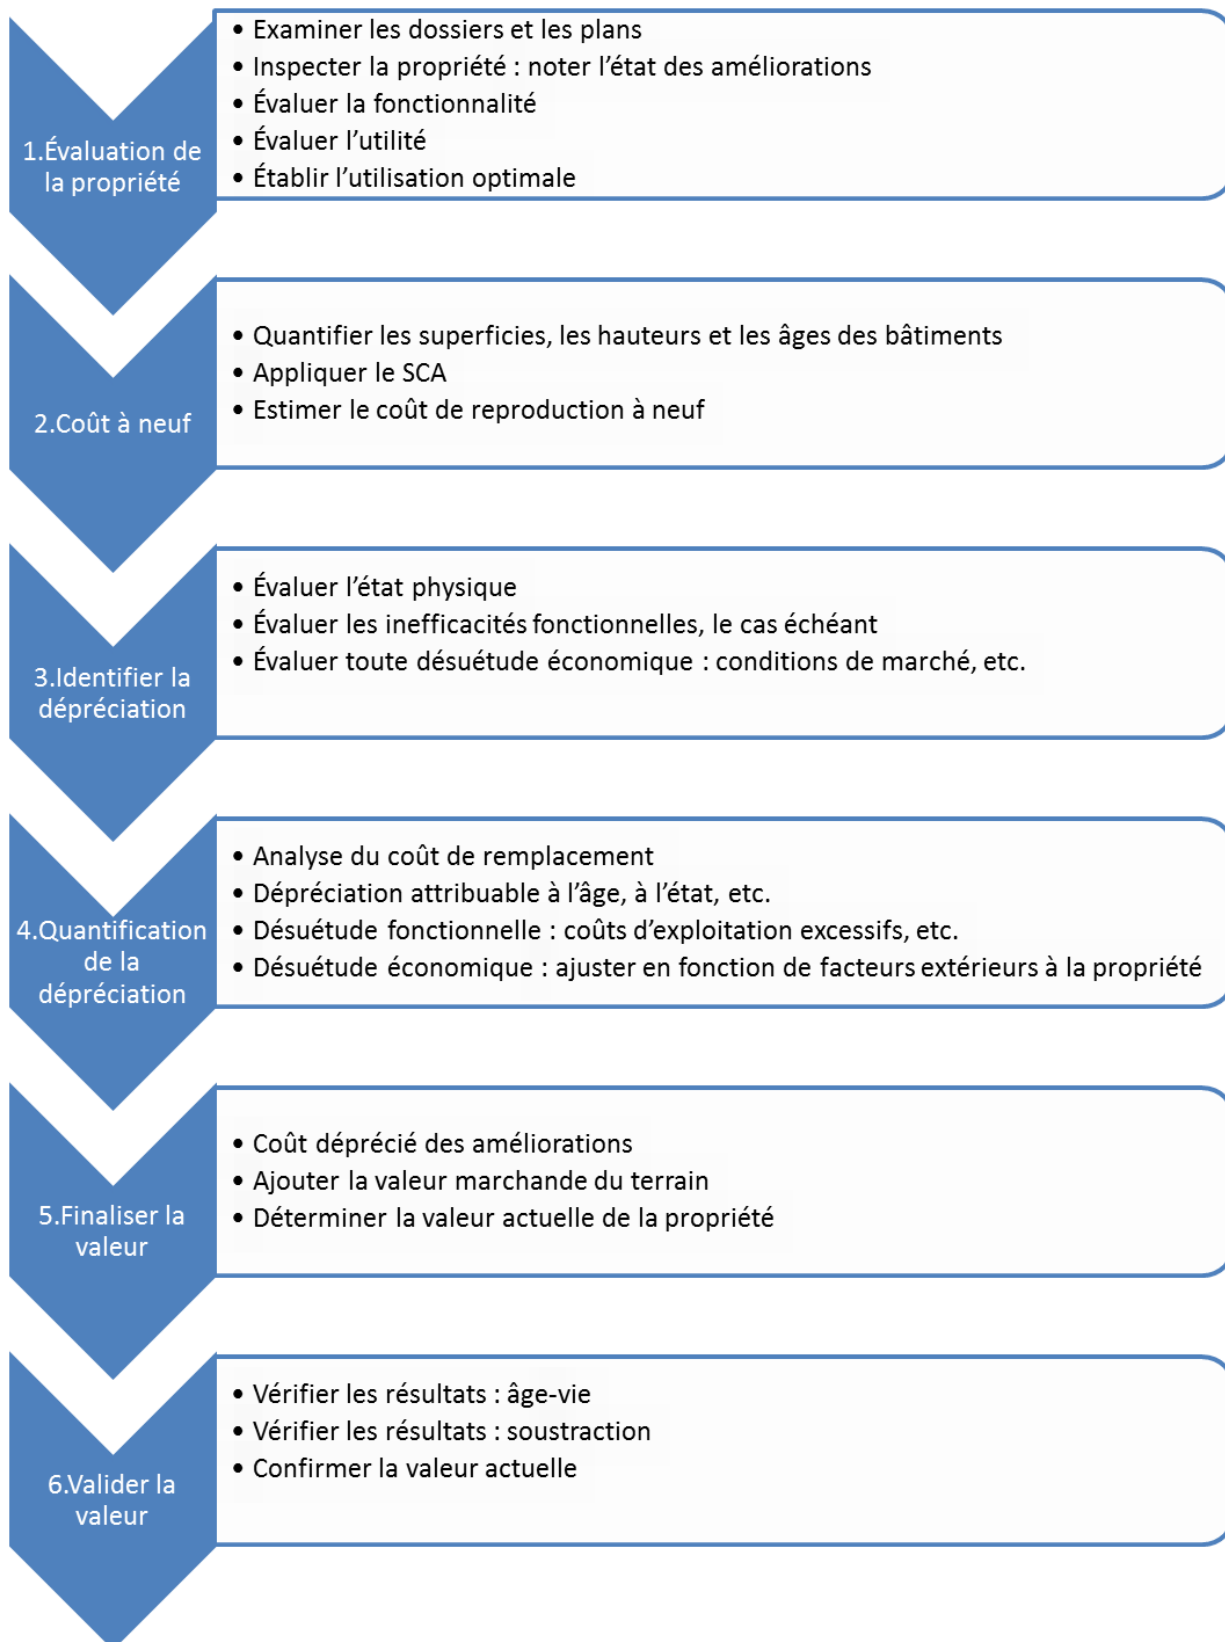 1.Évaluation de
la propriété
• Examiner les dossiers et les plans
• Inspecter la propriété : noter l’état des améliorations
• Évaluer la fonctionnalité
• Évaluer l’utilité
• Établir l’utilisation optimale
2.Coût à neuf
• Quantifier les superficies, les hauteurs et les âges des bâtiments
• Appliquer le SCA
• Estimer le coût de reproduction à neuf
3.Identifier la
dépréciation
• Évaluer l’état physique
• Évaluer les inefficacités fonctionnelles, le cas échéant
• Évaluer toute désuétude économique : conditions de marché, etc.
4.Quantification
de la
dépréciation
• Analyse du coût de remplacement
• Dépréciation attribuable à l’âge, à l’état, etc.
• Désuétude fonctionnelle : coûts d’exploitation excessifs, etc.
• Désuétude économique : ajuster en fonction de facteurs extérieurs à la propriété
5.Finaliser la
valeur
• Coût déprécié des améliorations
• Ajouter la valeur marchande du terrain
• Déterminer la valeur actuelle de la propriété
6.Valider la
valeur
• Vérifier les résultats : âge-vie
• Vérifier les résultats : soustraction
• Confirmer la valeur actuelle